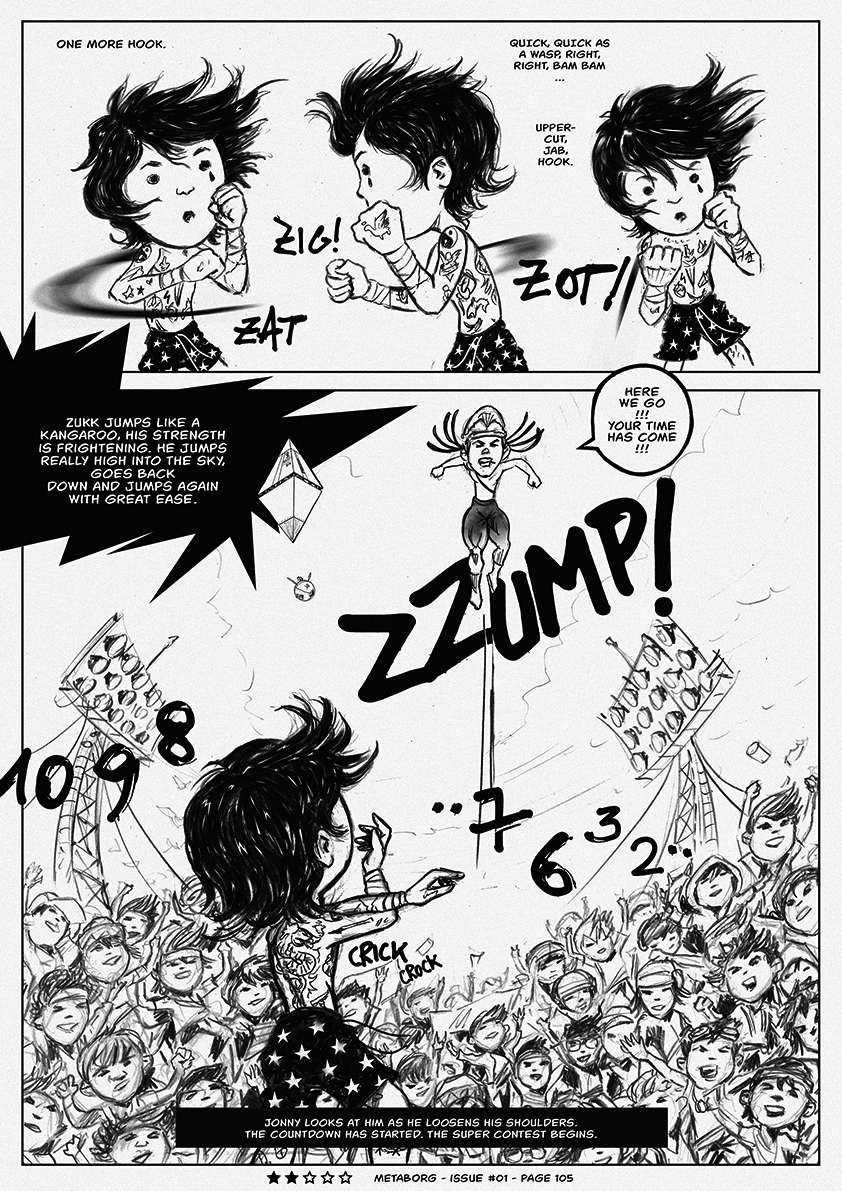 ONE MORE HOOK.
QUICK, QUICK AS
A WASP, RIGHT,
RIGHT, BAM BAM
...
UPPER-
CUT,
JAB,
HOOK.
ZIG!
ZOT!!
ZAT
ZUKK JUMPS LIKE A
KANGAROO, HIS STRENGTH
IS FRIGHTENING. HE JUMPS
REALLY HIGH INTO THE SKY,
GOES BACK
DOWN AND JUMPS AGAIN
WITH GREAT EASE.
HERE
WE GO
!!!
YOUR TIME
HAS COME
!!!
ZZUMP!
10 9 8
..7
6 3 2..
CRICK
CROCK
JONNY LOOKS AT HIM AS HE LOOSENS HIS SHOULDERS.
THE COUNTDOWN HAS STARTED. THE SUPER CONTEST BEGINS.
METABORG - ISSUE #01 - PAGE 105